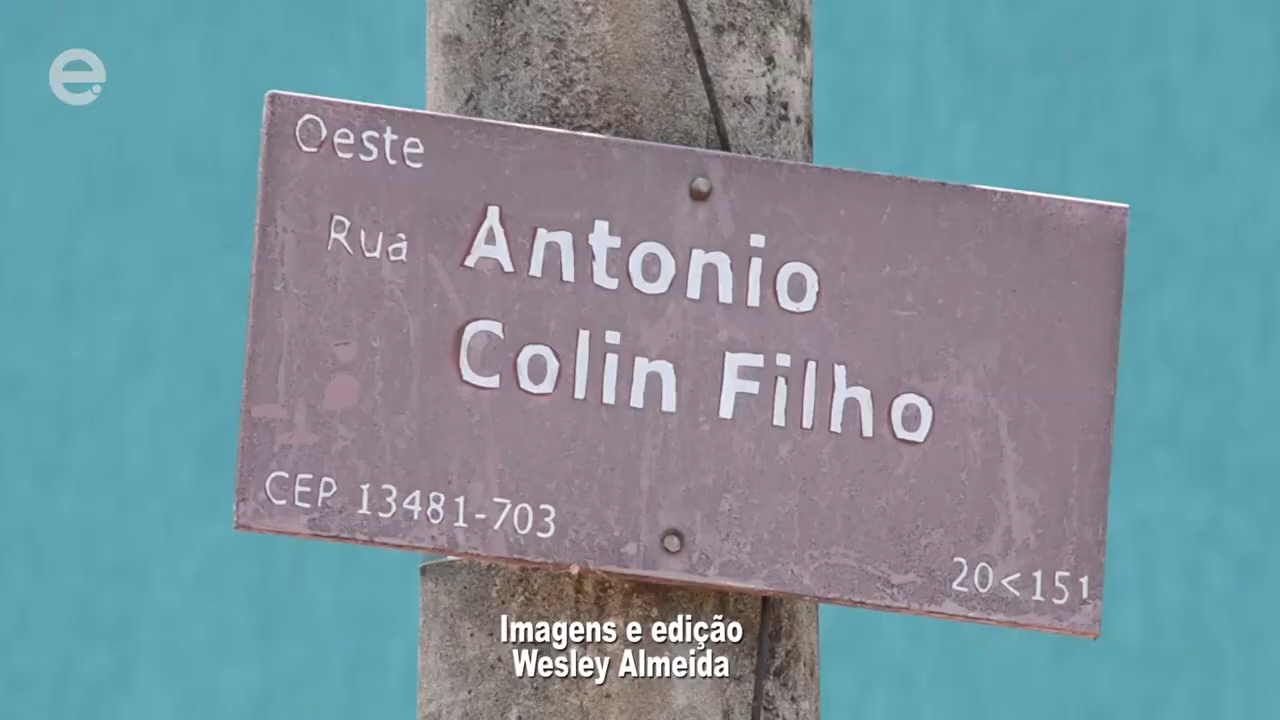 e
Oeste
Rua Antonio
Colin Filho
CEP 13481-703
20<151
Imagens e edição
Wesley Almeida